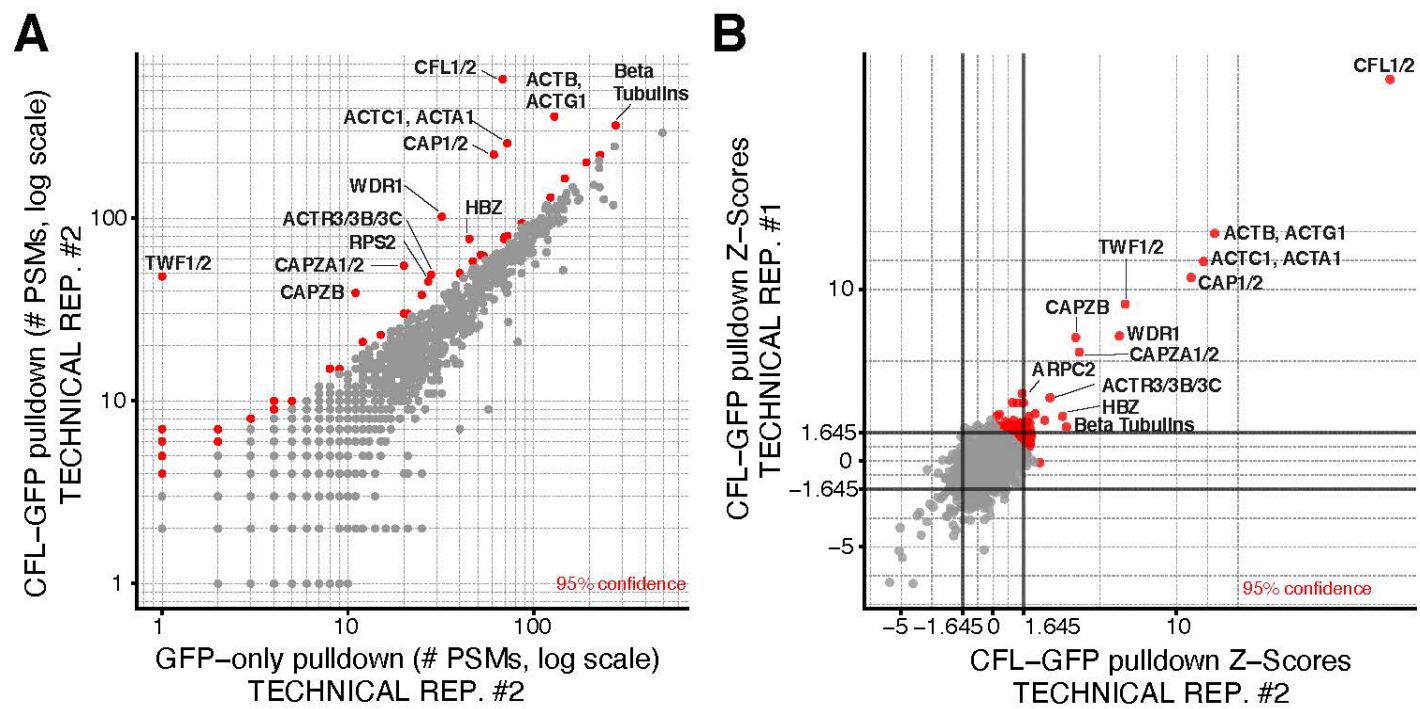 A
CFL–GFP pulldown (# PSMs, log scale)
TECHNICAL REP. #2
100
10
1
CFL1/2
ACTB,
ACTG1
Beta
Tubulins
ACTC1, ACTA1
CAP1/2
WDR1
HBZ
ACTR3/3B/3C
RPS2
CAPZA1/2
TWF1/2
CAPZB
95% confidence
1
10
100
GFP–only pulldown (# PSMs, log scale)
TECHNICAL REP. #2
B
CFL–GFP pulldown Z–Scores
TECHNICAL REP. #1
10
1.645
0
–1.645
–5
CFL1/2
ACTB, ACTG1
TWF1/2
ACTC1, ACTA1
CAP1/2
CAPZB
WDR1
CAPZA1/2
ARPC2
ACTR3/3B/3C
HBZ
Beta Tubulins
95% confidence
–5
–1.645
0
1.645
10
CFL–GFP pulldown Z–Scores
TECHNICAL REP. #2